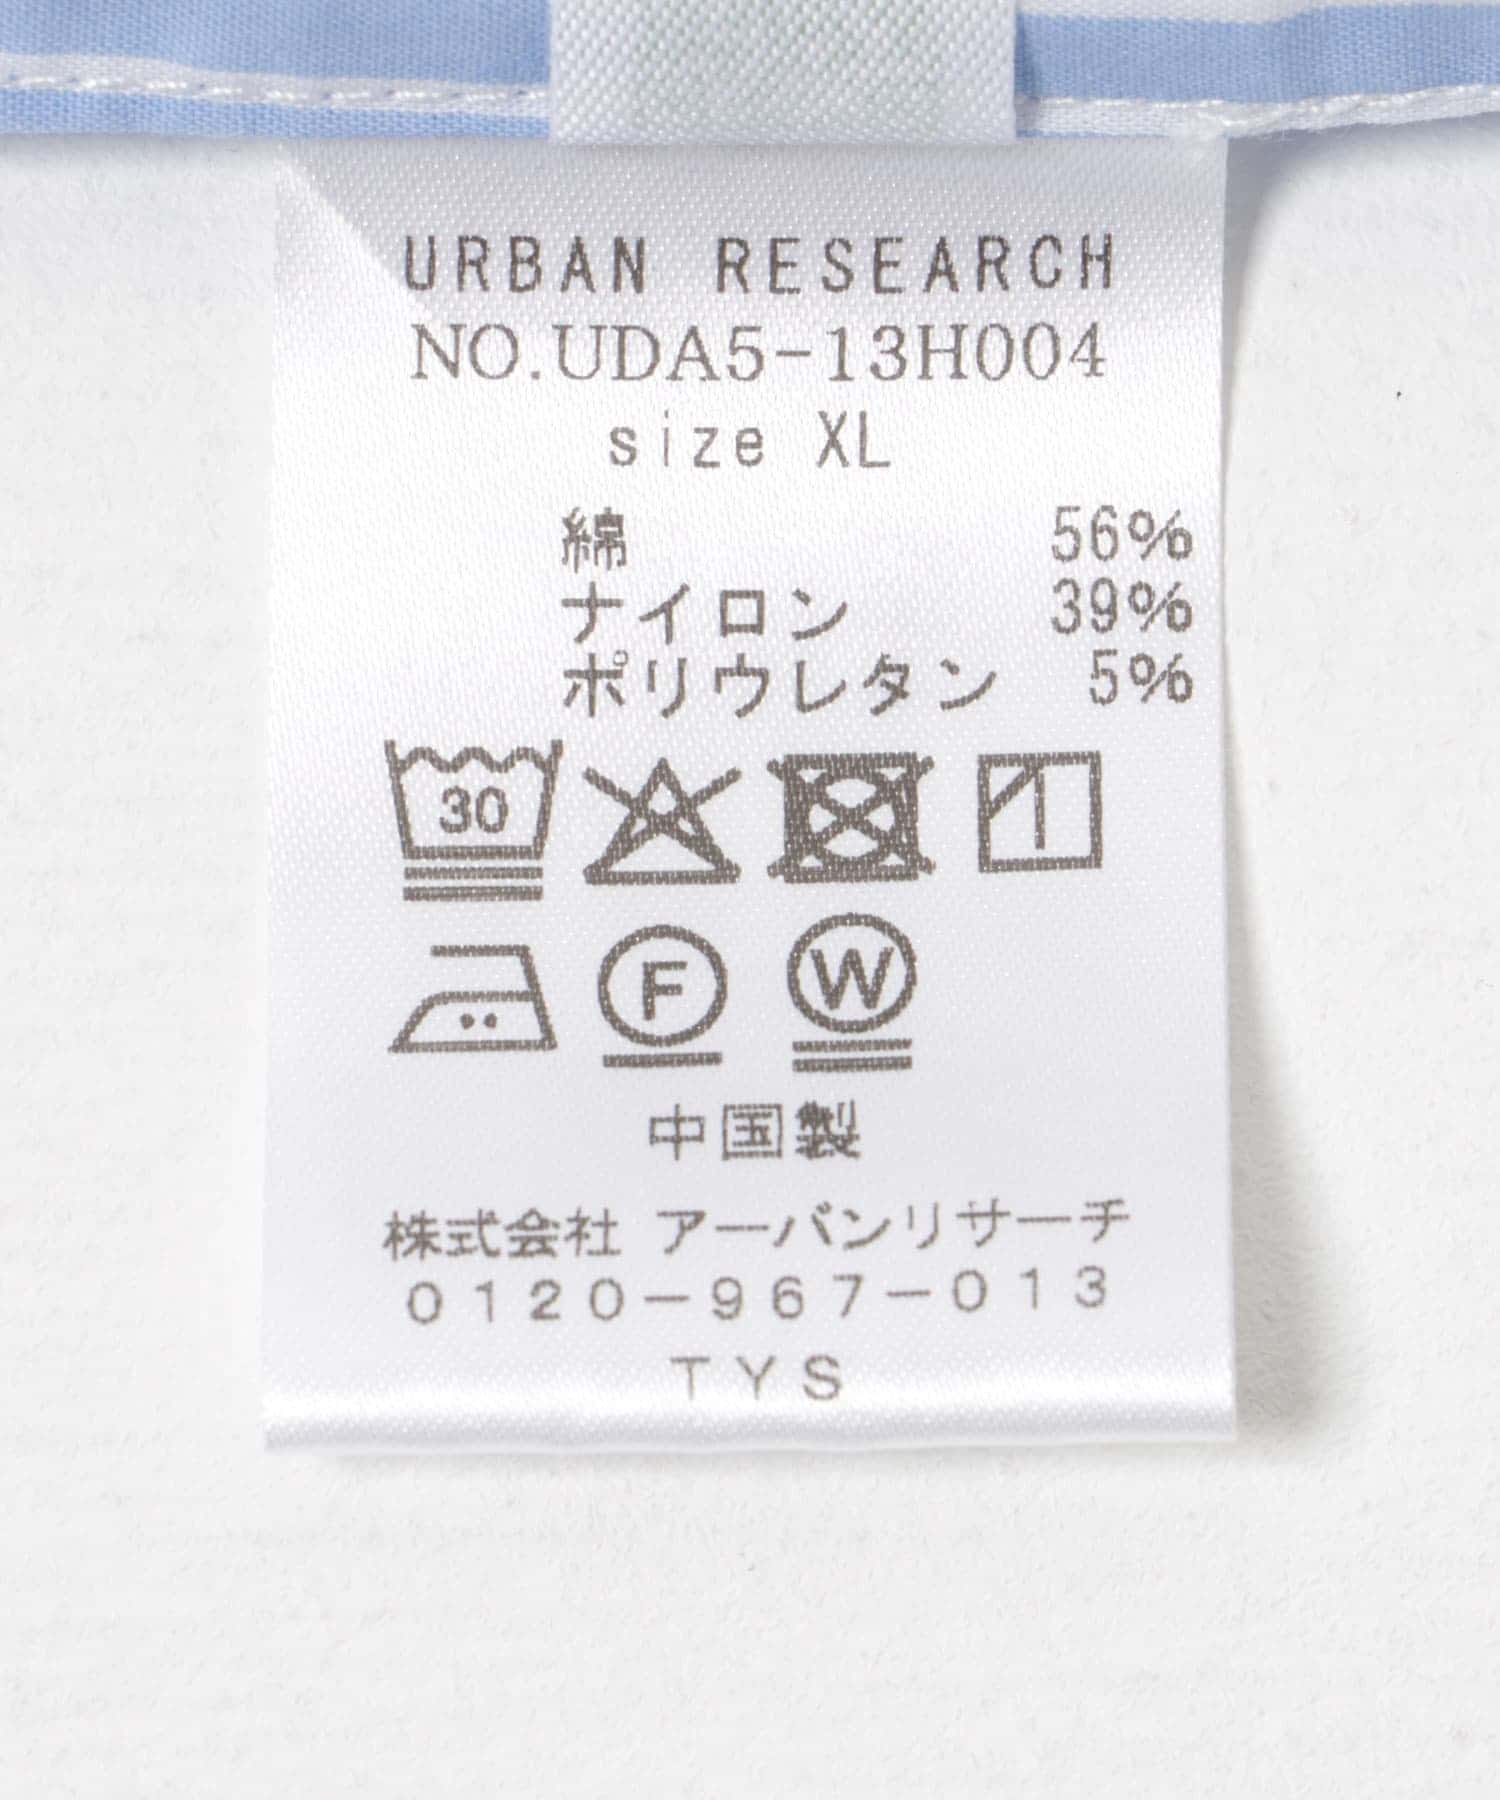 URBAN RESEARCH
NO.UDA5-13H004
size XL
綿 56%
ナイロン 39%
ポリウレタン 5%
30
F W
中国製
株式会社 アーバンリサーチ
0120-967-013
TYS